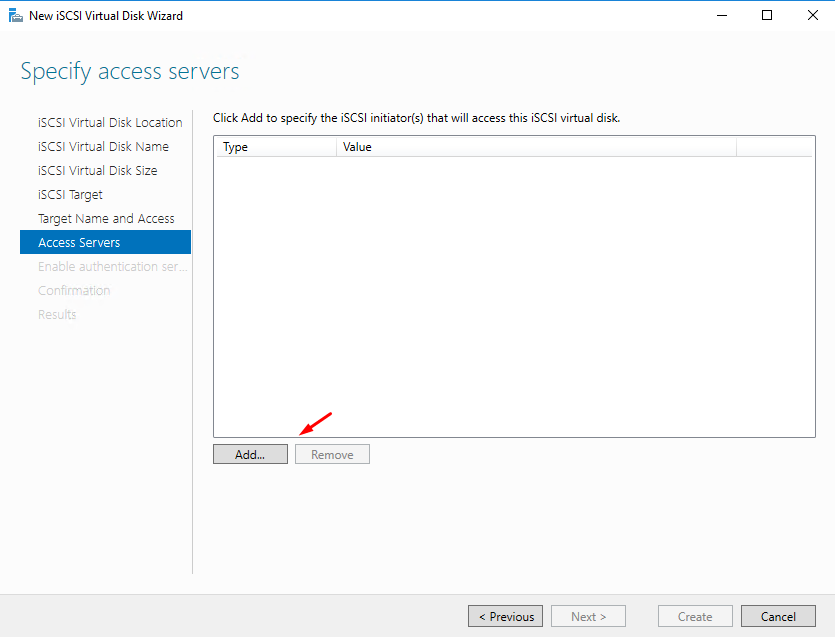 New iSCSI Virtual Disk Wizard
Specify access servers
iSCSI Virtual Disk Location
iSCSI Virtual Disk Name
iSCSI Virtual Disk Size
iSCSI Target
Target Name and Access
Access Servers
Enable authentication ser...
Confirmation
Results
Click Add to specify the iSCSI initiator(s) that will access this iSCSI virtual disk.
Type Value
Add... Remove
< Previous Next > Create Cancel